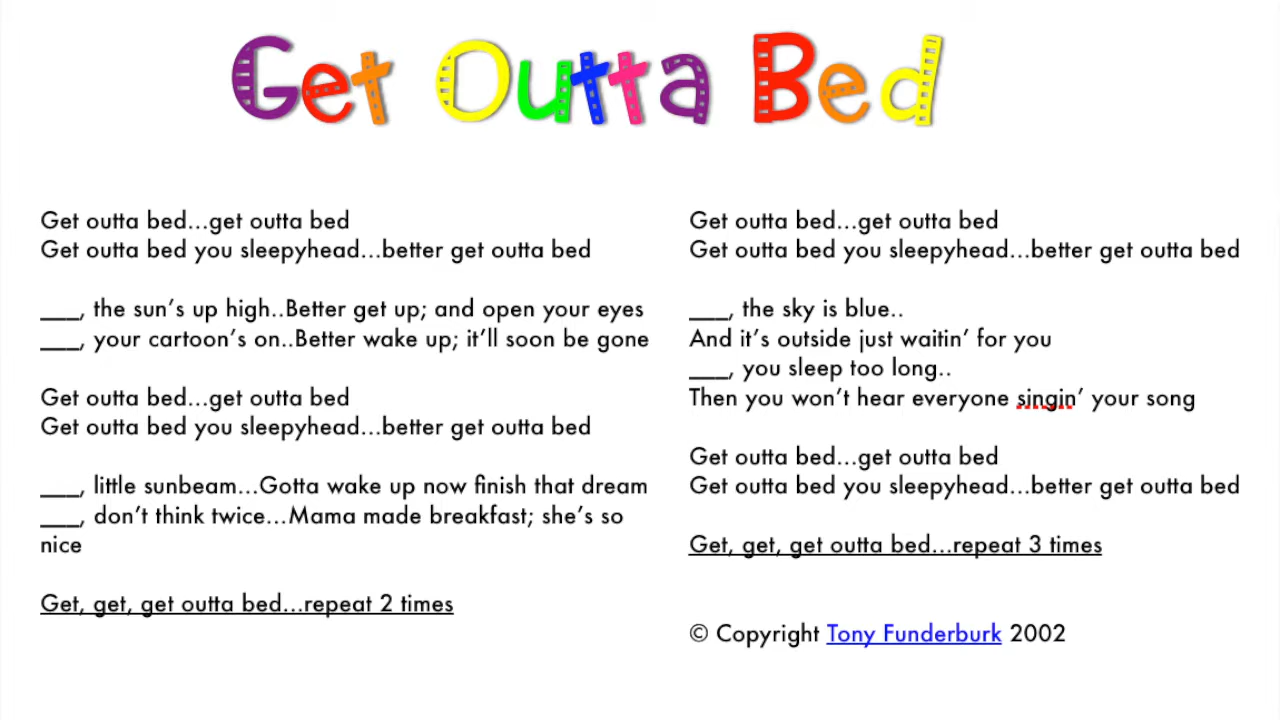 Get Outta Bed
Get outta bed...get outta bed
Get outta bed you sleepyhead...better get outta bed
___, the sun's up high..Better get up; and open your eyes
___, your cartoon's on..Better wake up; it'll soon be gone
Get outta bed...get outta bed
Get outta bed you sleepyhead...better get outta bed
___, little sunbeam...Gotta wake up now finish that dream
___, don't think twice...Mama made breakfast; she's so
nice
Get, get, get outta bed...repeat 2 times
Get outta bed...get outta bed
Get outta bed you sleepyhead...better get outta bed
___, the sky is blue..
And it's outside just waitin' for you
___, you sleep too long..
Then you won't hear everyone singin' your song
Get outta bed...get outta bed
Get outta bed you sleepyhead...better get outta bed
Get, get, get outta bed...repeat 3 times
© Copyright Tony Funderburk 2002